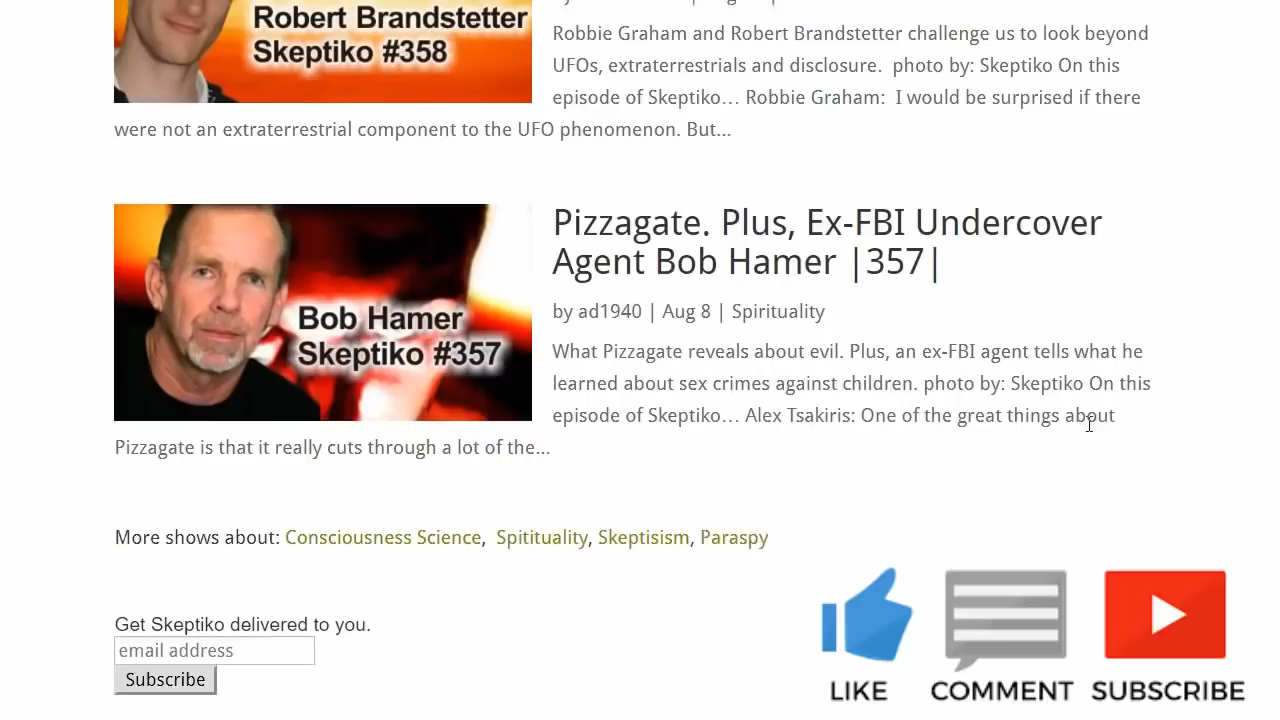 Robert Brandstetter
Skeptiko #358
Robbie Graham and Robert Brandstetter challenge us to look beyond
UFOs, extraterrestrials and disclosure.  photo by: Skeptiko On this
episode of Skeptiko… Robbie Graham:  I would be surprised if there
were not an extraterrestrial component to the UFO phenomenon. But...
Bob Hamer
Skeptiko #357
Pizzagate. Plus, Ex-FBI Undercover
Agent Bob Hamer |357|
by ad1940 | Aug 8 | Spirituality
What Pizzagate reveals about evil. Plus, an ex-FBI agent tells what he
learned about sex crimes against children. photo by: Skeptiko On this
episode of Skeptiko… Alex Tsakiris: One of the great things about
Pizzagate is that it really cuts through a lot of the...
More shows about: Consciousness Science,  Spitituality, Skeptisism, Paraspy
Get Skeptiko delivered to you.
email address
Subscribe
LIKE COMMENT SUBSCRIBE